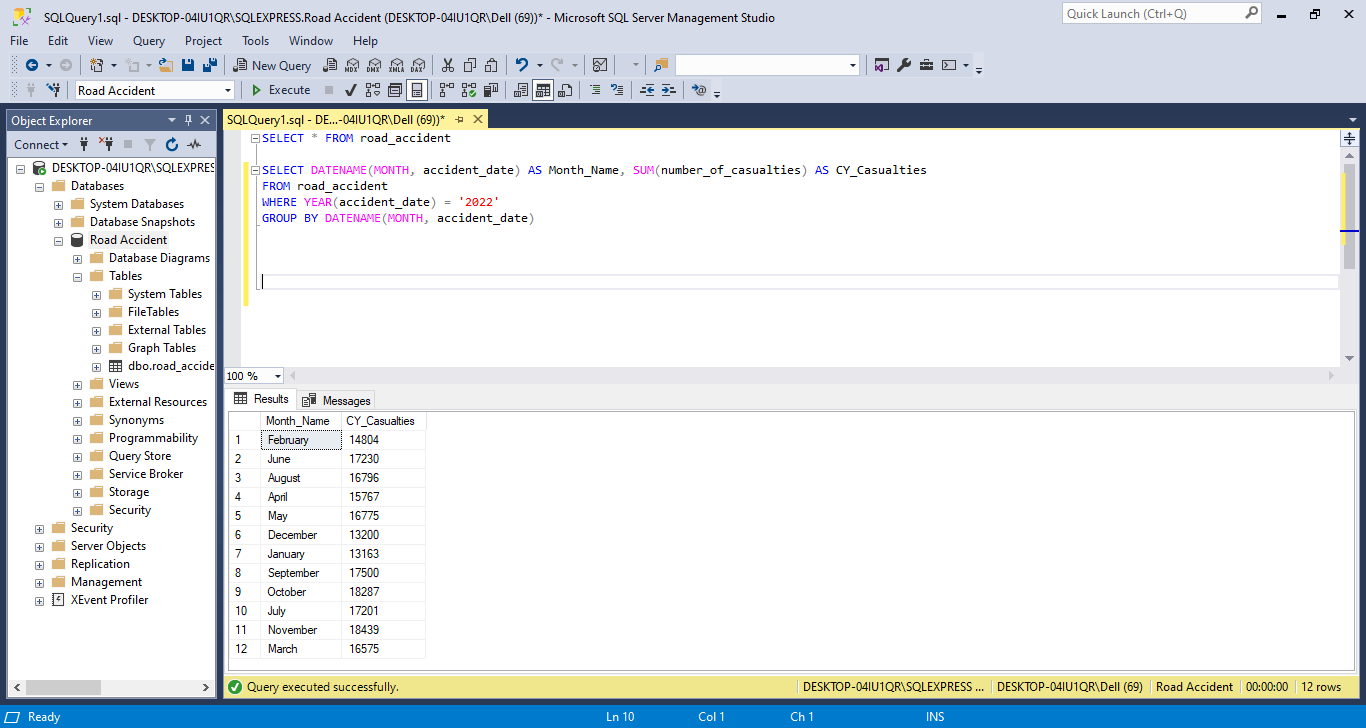 SQLQuery1.sql - DESKTOP-04IU1QR\SQLEXPRESS.Road Accident (DESKTOP-04IU1QR\Dell (69))* - Microsoft SQL Server Management Studio
Quick Launch (Ctrl+Q)
File Edit View Query Project Tools Window Help
New Query MDX DMX XMLA DAX
Road Accident Execute
Object Explorer
Connect
DESKTOP-04IU1QR\SQLEXPRES
Databases
System Databases
Database Snapshots
Road Accident
Database Diagrams
Tables
System Tables
FileTables
External Tables
Graph Tables
dbo.road_accide
Views
External Resources
Synonyms
Programmability
Query Store
Service Broker
Storage
Security
Security
Server Objects
Replication
Management
XEvent Profiler
SQLQuery1.sql - DE...-04IU1QR\Dell (69))*
SELECT * FROM road_accident
SELECT DATENAME(MONTH, accident_date) AS Month_Name, SUM(number_of_casualties) AS CY_Casualties
FROM road_accident
WHERE YEAR(accident_date) = '2022'
GROUP BY DATENAME(MONTH, accident_date)
100 %
Results Messages
Month_Name CY_Casualties
1 February 14804
2 June 17230
3 August 16796
4 April 15767
5 May 16775
6 December 13200
7 January 13163
8 September 17500
9 October 18287
10 July 17201
11 November 18439
12 March 16575
Query executed successfully. DESKTOP-04IU1QR\SQLEXPRESS ... DESKTOP-04IU1QR\Dell (69) Road Accident 00:00:00 12 rows
Ready Ln 10 Col 1 Ch 1 INS